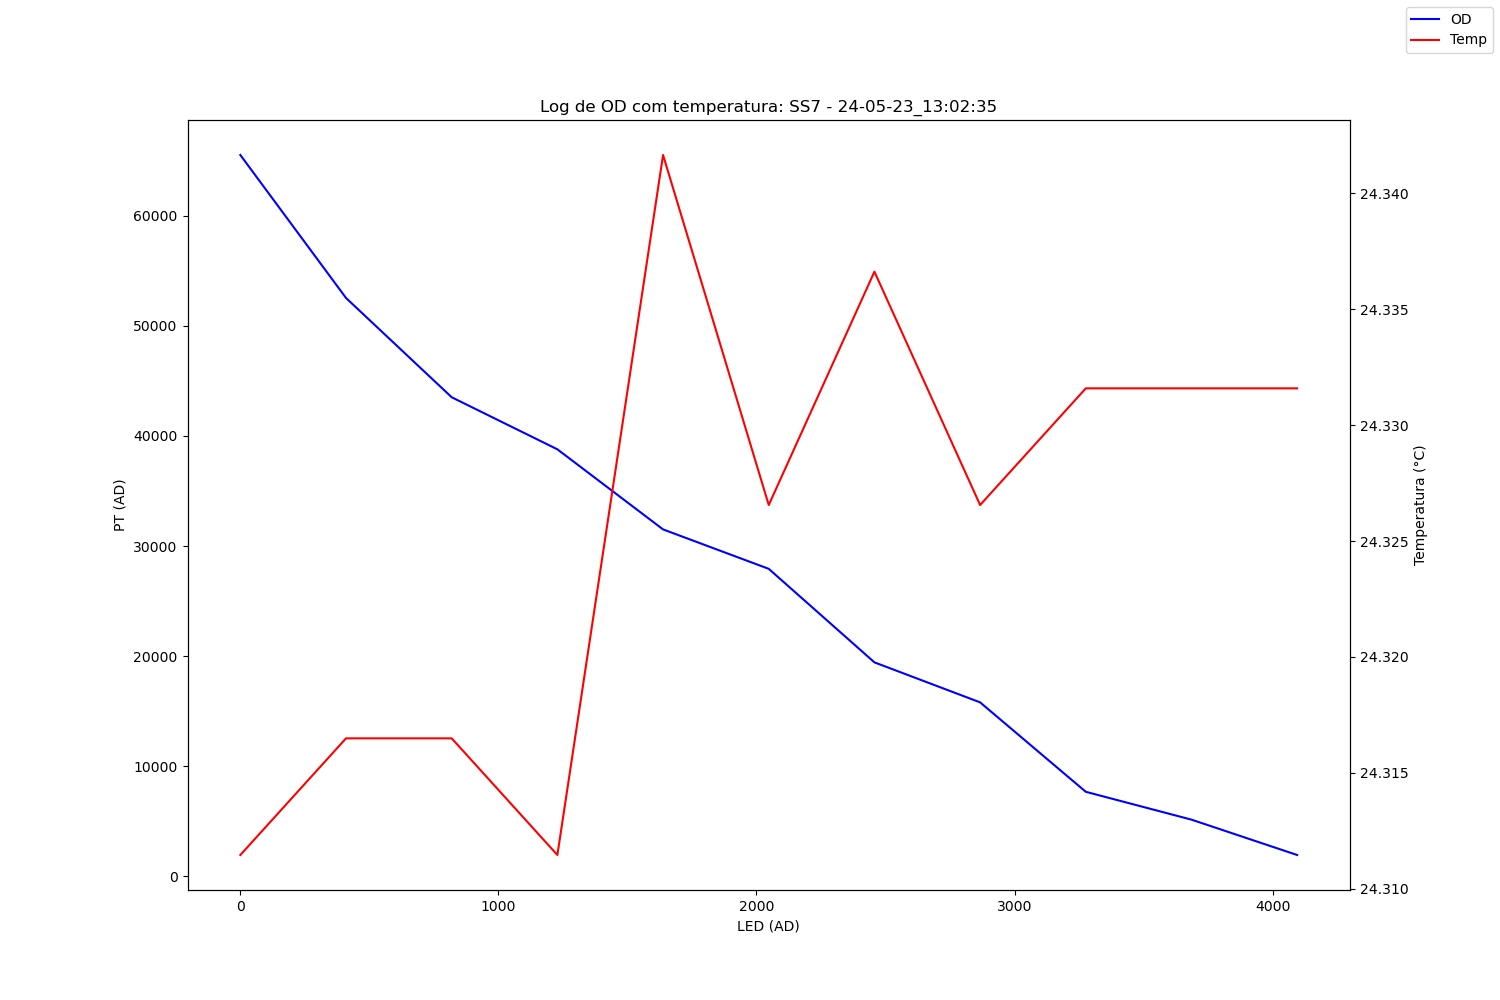 OD
Temp
Log de OD com temperatura: SS7 - 24-05-23_13:02:35
60000
50000
40000
30000
20000
10000
0
PT (AD)
24.340
24.335
24.330
24.325
24.320
24.315
24.310
Temperatura (°C)
0 1000 2000 3000 4000
LED (AD)